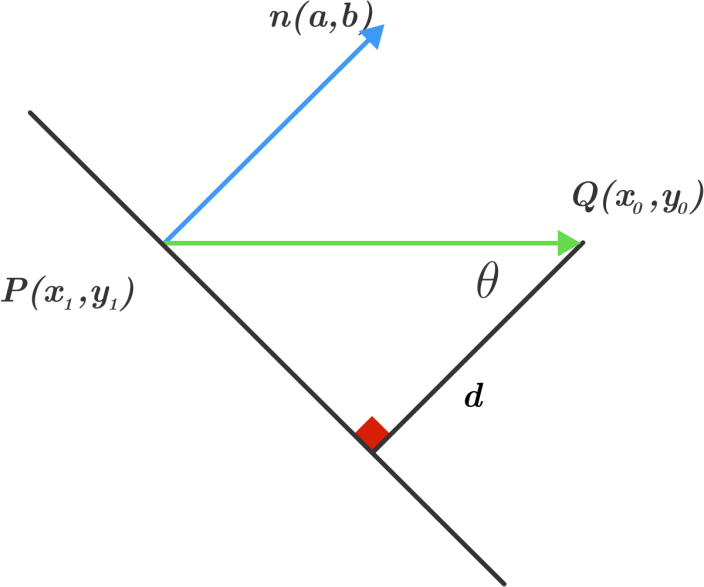 n(a,b)
Q(x₀,y₀)
θ
P(x₁,y₁)
d